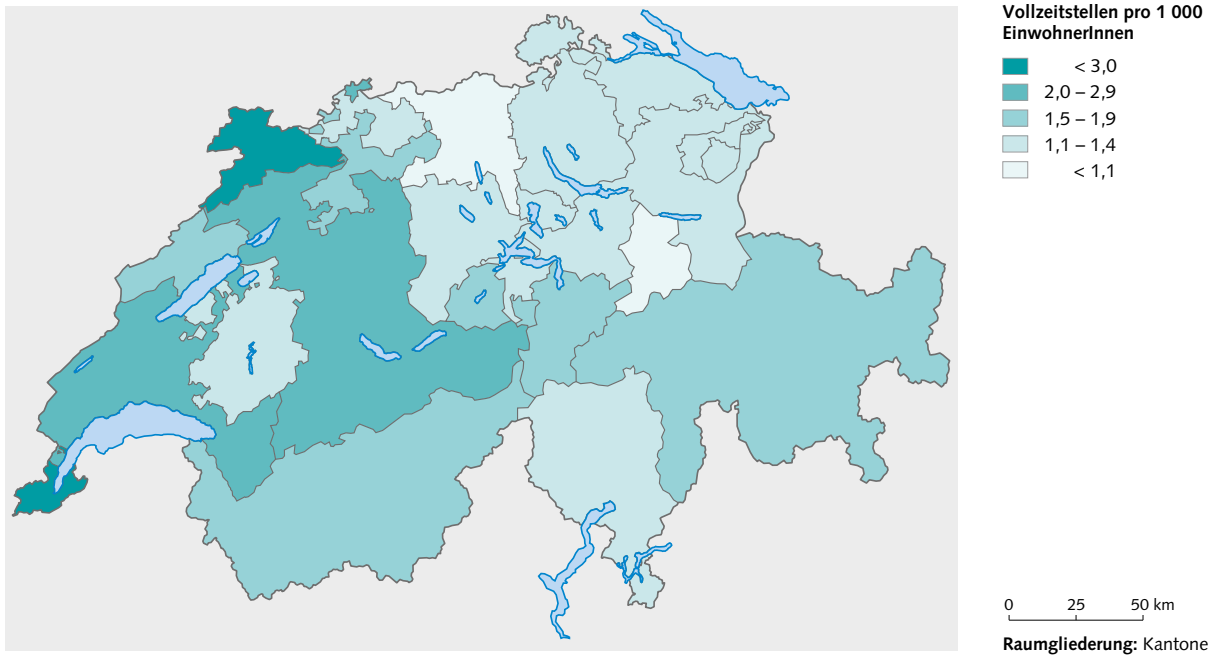 Vollzeitstellen pro 1 000
EinwohnerInnen
< 3,0
2,0 – 2,9
1,5 – 1,9
1,1 – 1,4
< 1,1
0 25 50 km
Raumgliederung: Kantone